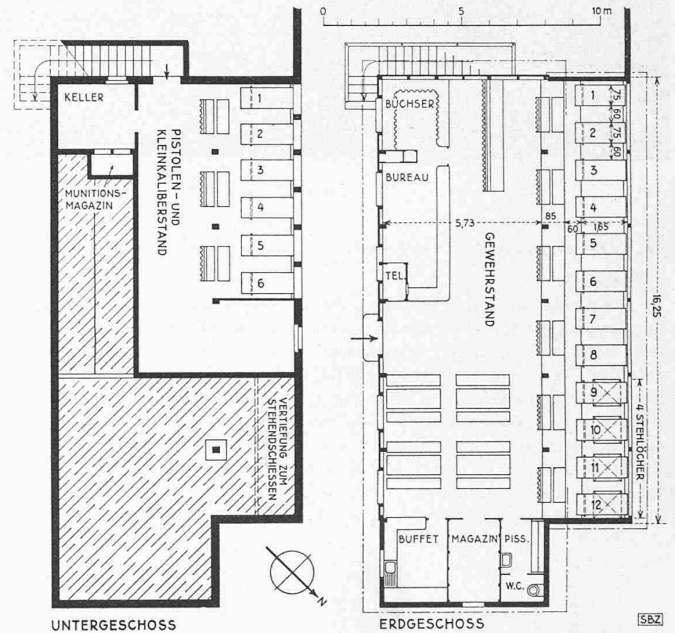 0 5 10 m
KELLER
MUNITIONS-
MAGAZIN
PISTOLEN- UND
KLEINKALIBERSTAND
1
2
3
4
5
6
VERTIEFUNG ZUM
STEHENDSCHIESSEN
N
UNTERGESCHOSS
BÜCHSER
BUREAU
TEL.
5,73
85
60
1,65
GEWEHRSTAND
1
2
3
4
5
6
7
8
9
10
11
12
75
60
75
60
16,25
4 STEHLÖCHER
BUFFET
MAGAZIN
PISS.
W.C.
ERDGESCHOSS
SBZ